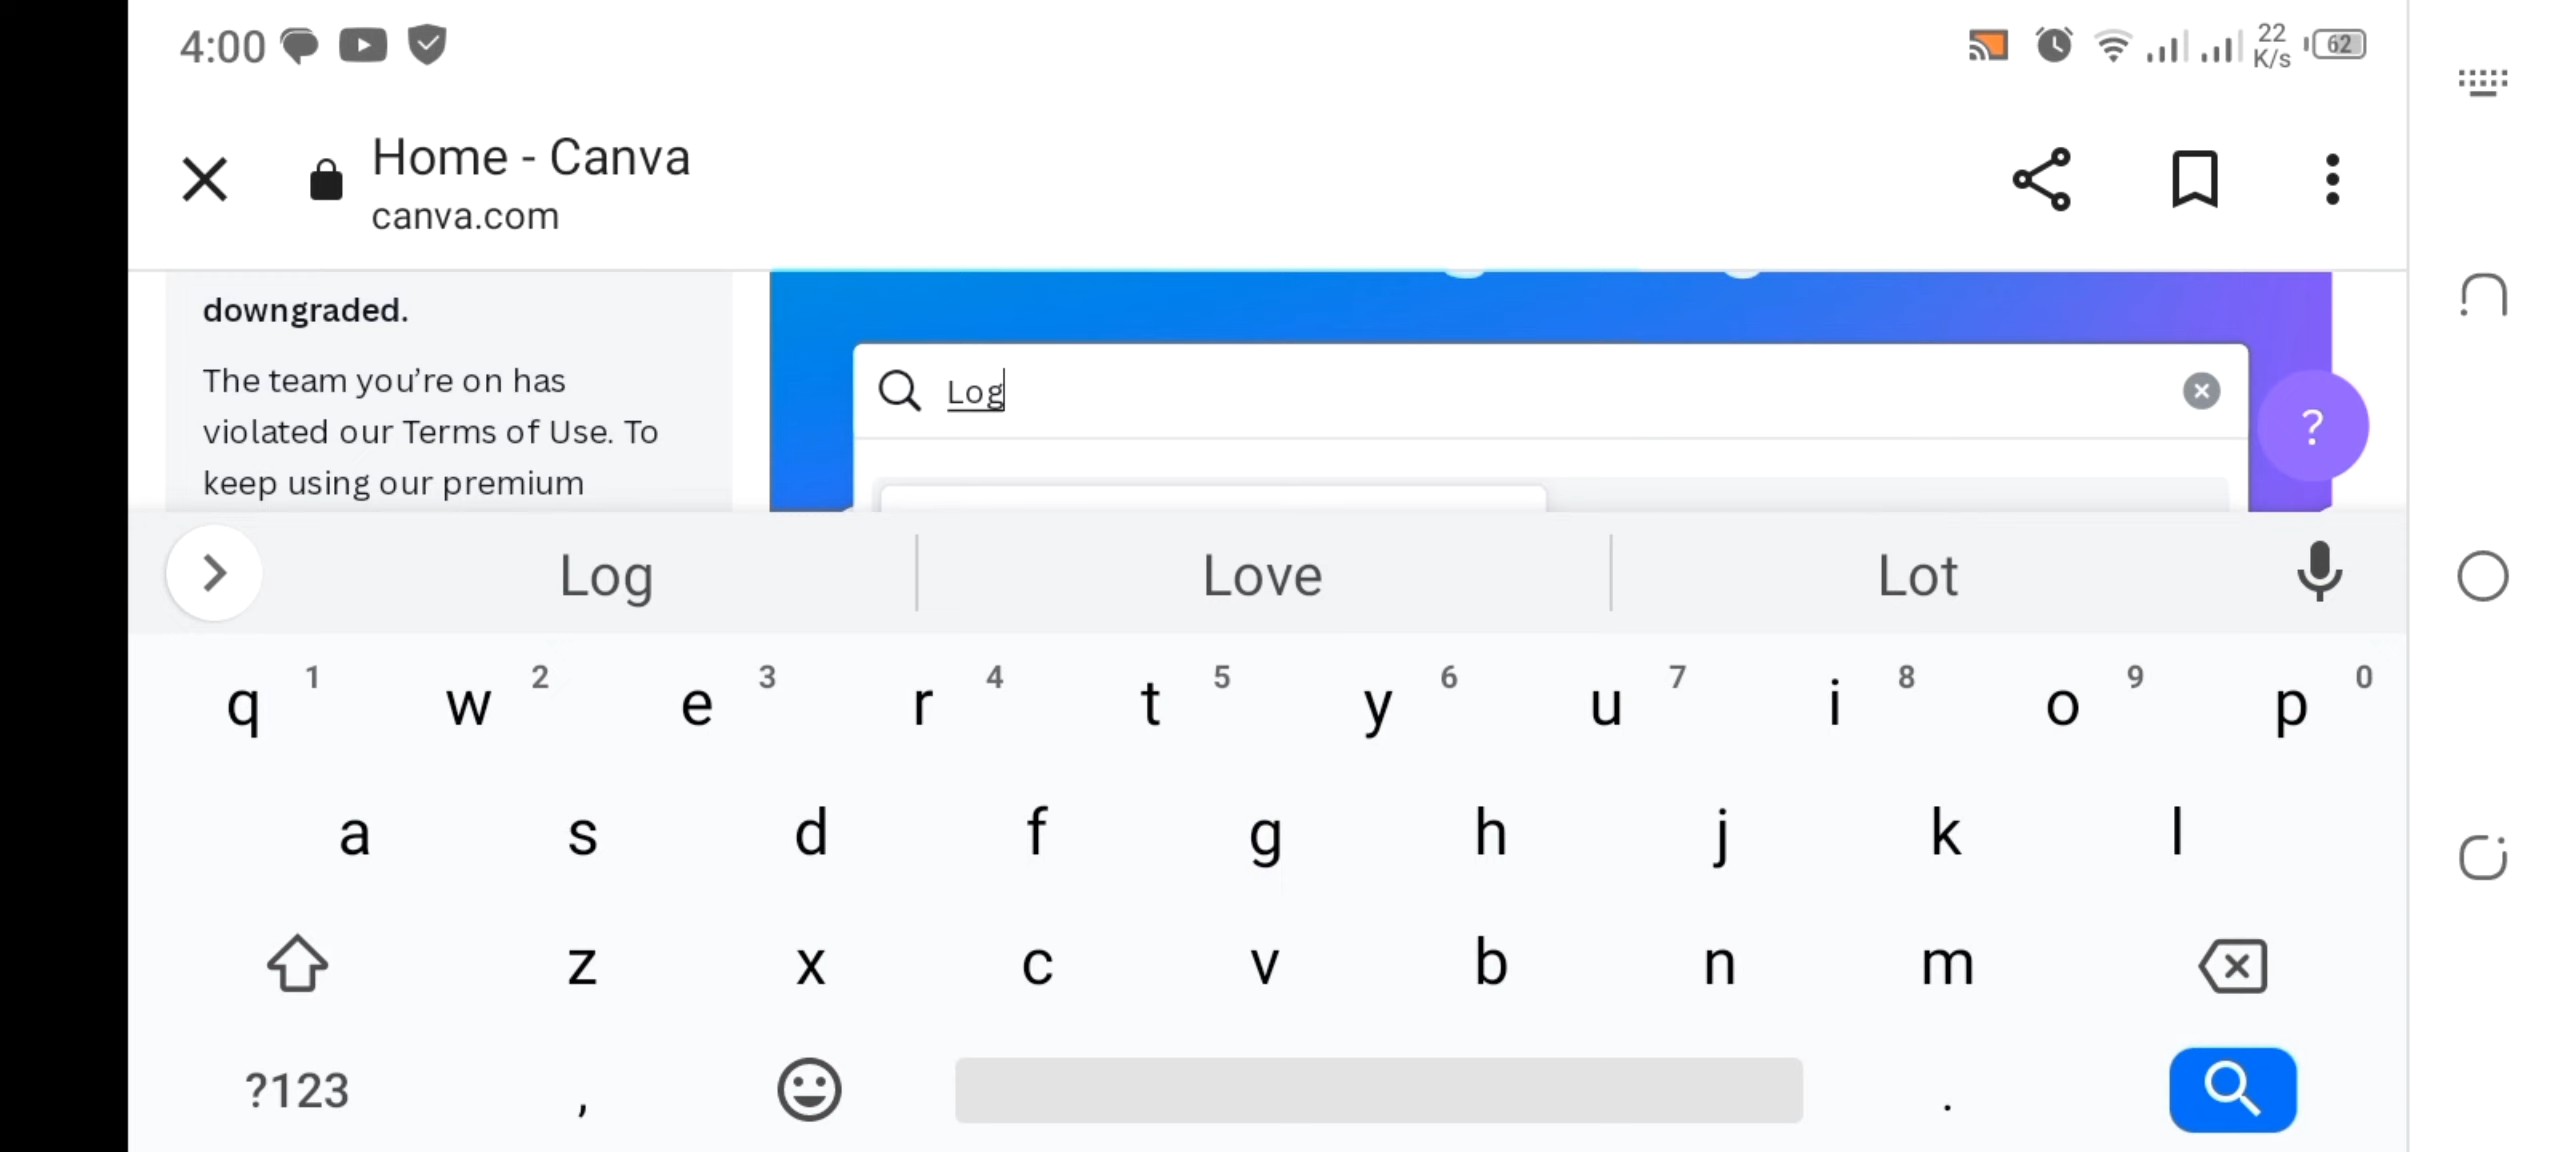 4:00
22
K/s
62
Home - Canva
canva.com
downgraded.
The team you’re on has
violated our Terms of Use. To
keep using our premium
Log
?
Log Love Lot
q 1 w 2 e 3 r 4 t 5 y 6 u 7 i 8 o 9 p 0
a s d f g h j k l
z x c v b n m
?123 , .